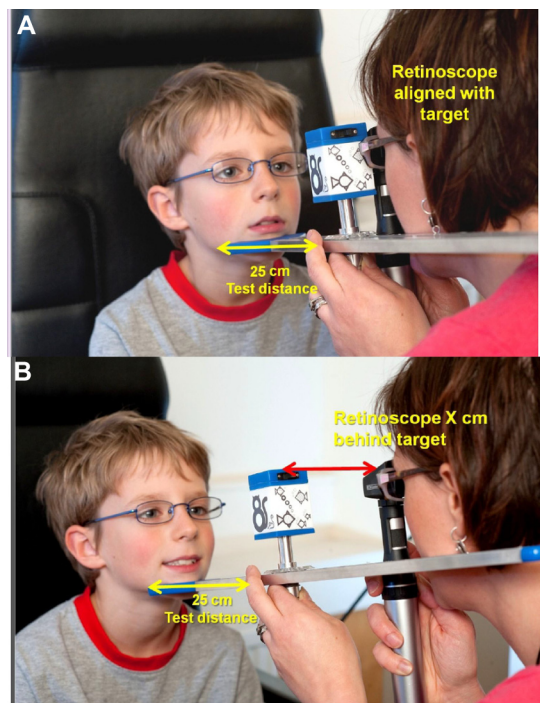 A
Retinoscope
aligned with
target
25 cm
Test distance
B
Retinoscope X cm
behind target
25 cm
Test distance